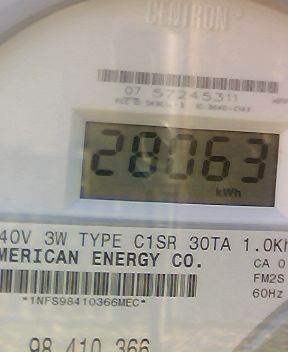 CENTRON®
07 57245311
28063
kWh
40V 3W TYPE C1SR 30TA 1.0Kh
MERICAN ENERGY CO.
CA 0
FM2S
60Hz
*1NFS98410366MEC*
98 410 366